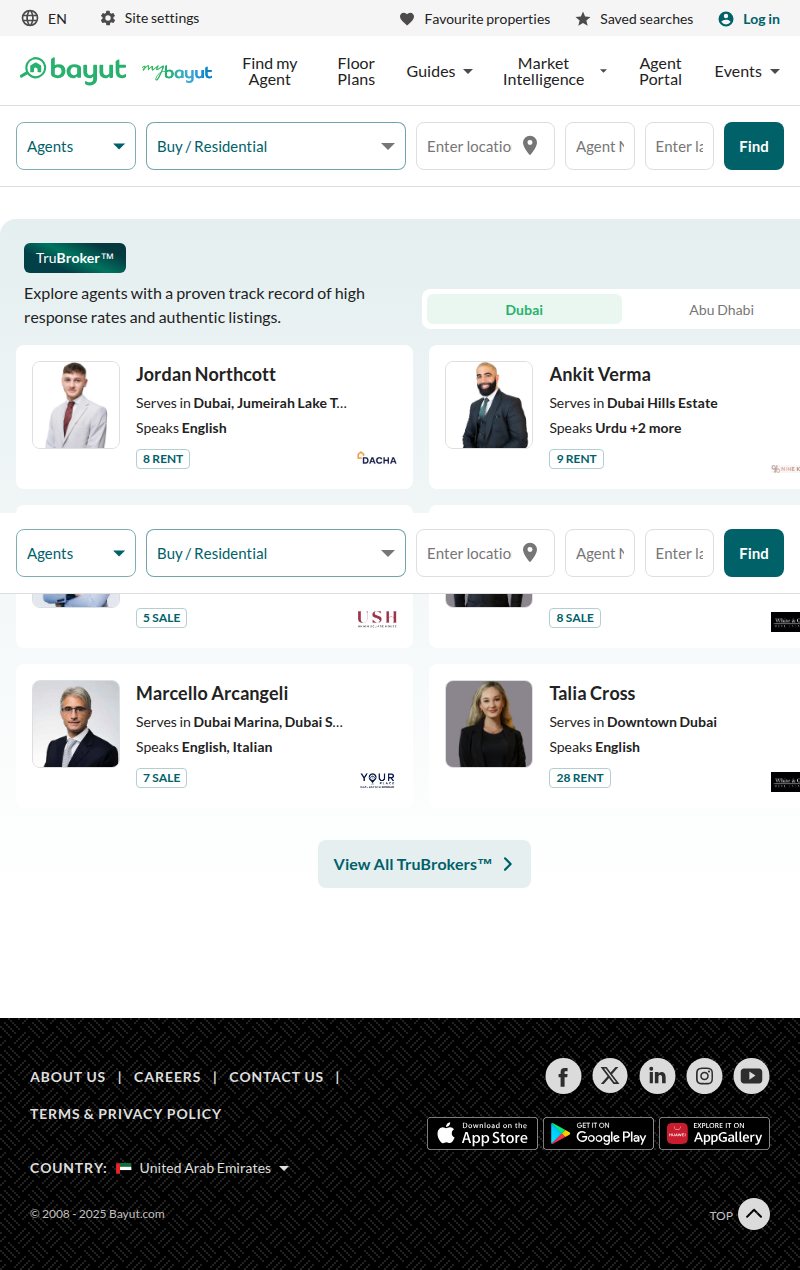 EN
Site settings
Favourite properties
Saved searches
Log in
bayut
my bayut
Find my Agent
Floor Plans
Guides
Market Intelligence
Agent Portal
Events
Agents
Buy / Residential
Enter locatio
Agent N
Enter la
Find
TruBroker™
Explore agents with a proven track record of high
response rates and authentic listings.
Dubai
Abu Dhabi
Jordan Northcott
Serves in Dubai, Jumeirah Lake T...
Speaks English
8 RENT
DACHA
Ankit Verma
Serves in Dubai Hills Estate
Speaks Urdu +2 more
9 RENT
Agents
Buy / Residential
Enter locatio
Agent N
Enter la
Find
5 SALE
USH
8 SALE
Marcello Arcangeli
Serves in Dubai Marina, Dubai S...
Speaks English, Italian
7 SALE
YOUR
PLACE
Talia Cross
Serves in Downtown Dubai
Speaks English
28 RENT
View All TruBrokers™
ABOUT US | CAREERS | CONTACT US |
TERMS & PRIVACY POLICY
Download on the
App Store
GET IT ON
Google Play
HUAWEI
EXPLORE IT ON
AppGallery
COUNTRY: United Arab Emirates
© 2008 - 2025 Bayut.com
TOP